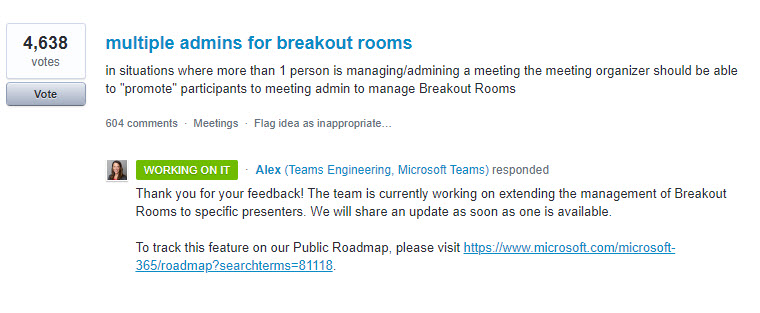 4,638
votes
Vote
multiple admins for breakout rooms
in situations where more than 1 person is managing/admining a meeting the meeting organizer should be able
to "promote" participants to meeting admin to manage Breakout Rooms
604 comments · Meetings · Flag idea as inappropriate…
WORKING ON IT · Alex (Teams Engineering, Microsoft Teams) responded
Thank you for your feedback! The team is currently working on extending the management of Breakout
Rooms to specific presenters. We will share an update as soon as one is available.
To track this feature on our Public Roadmap, please visit https://www.microsoft.com/microsoft-
365/roadmap?searchterms=81118.